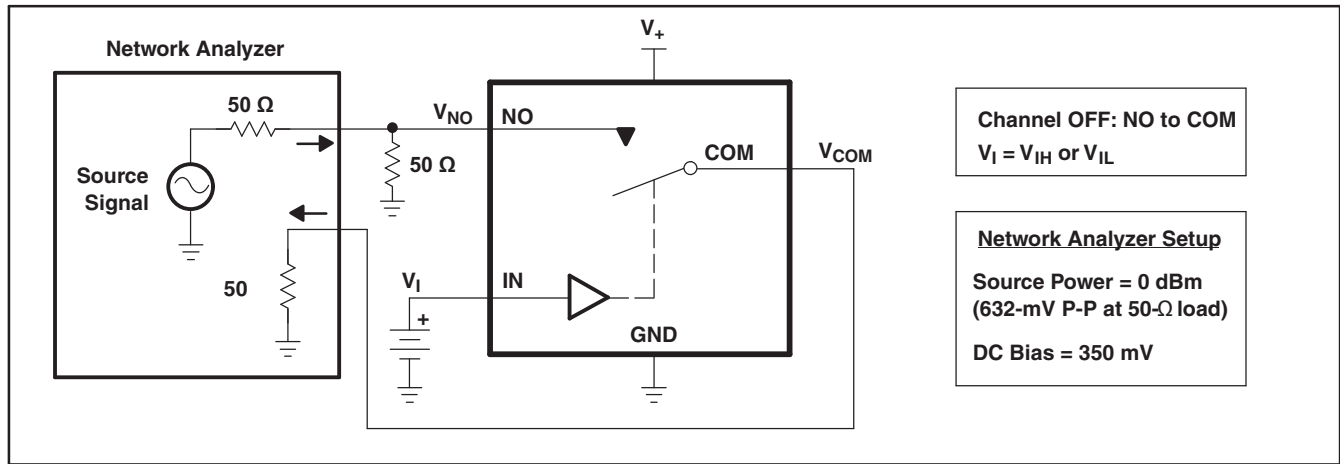 Network Analyzer
50 Ω
Source
Signal
50
V+
VNO
NO
50 Ω
COM
VCOM
VI
IN
+
GND
Channel OFF: NO to COM
VI = VIH or VIL
Network Analyzer Setup
Source Power = 0 dBm
(632-mV P-P at 50-Ω load)
DC Bias = 350 mV